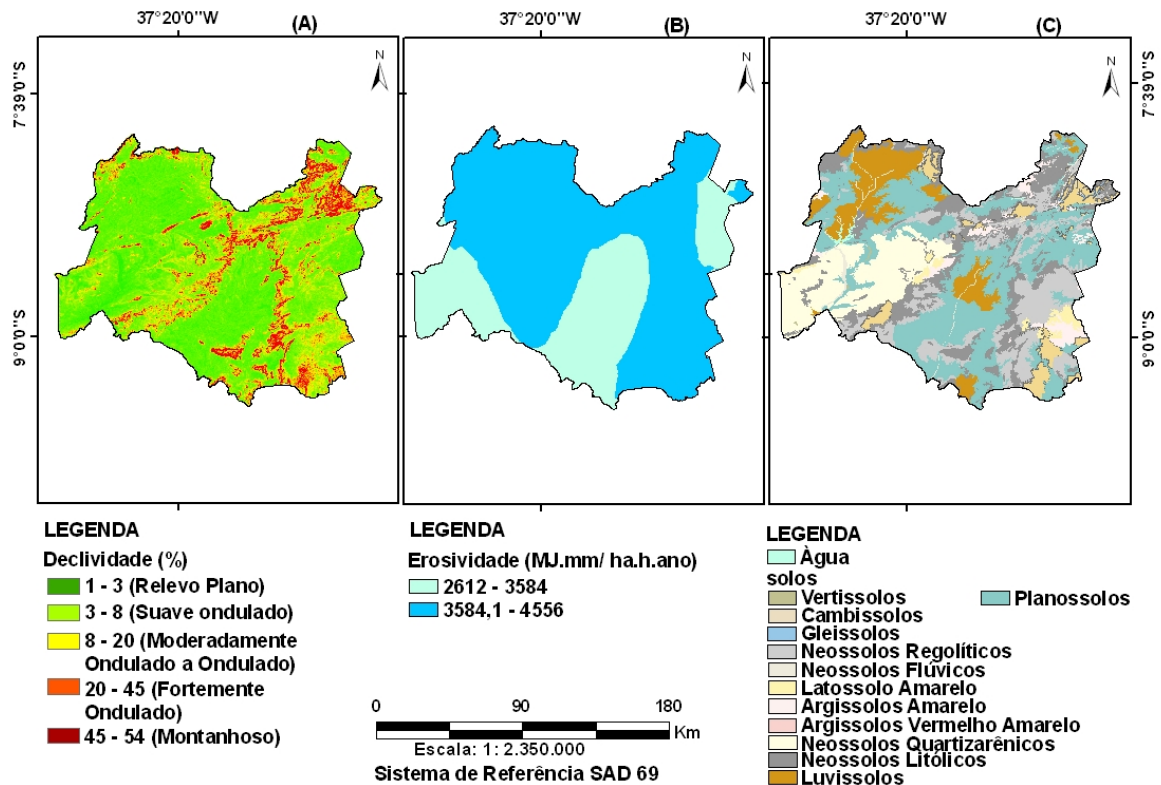 37°20'0''W
(A)
N
7°39'0''S
37°20'0''W
(B)
N
37°20'0''W
(C)
N
7°39'0''S
9°0'0''S
9°0'0''S
LEGENDA
Declividade (%)
1 - 3 (Relevo Plano)
3 - 8 (Suave ondulado)
8 - 20 (Moderadamente
Ondulado a Ondulado)
20 - 45 (Fortemente
Ondulado)
45 - 54 (Montanhoso)
LEGENDA
Erosividade (MJ.mm/ ha.h.ano)
2612 - 3584
3584,1 - 4556
0 90 180
Km
Escala: 1: 2.350.000
Sistema de Referência SAD 69
LEGENDA
Àgua
solos
Vertissolos
Cambissolos
Gleissolos
Neossolos Regolíticos
Neossolos Flúvicos
Latossolo Amarelo
Argissolos Amarelo
Argissolos Vermelho Amarelo
Neossolos Quartizarênicos
Neossolos Litólicos
Luvissolos
Planossolos